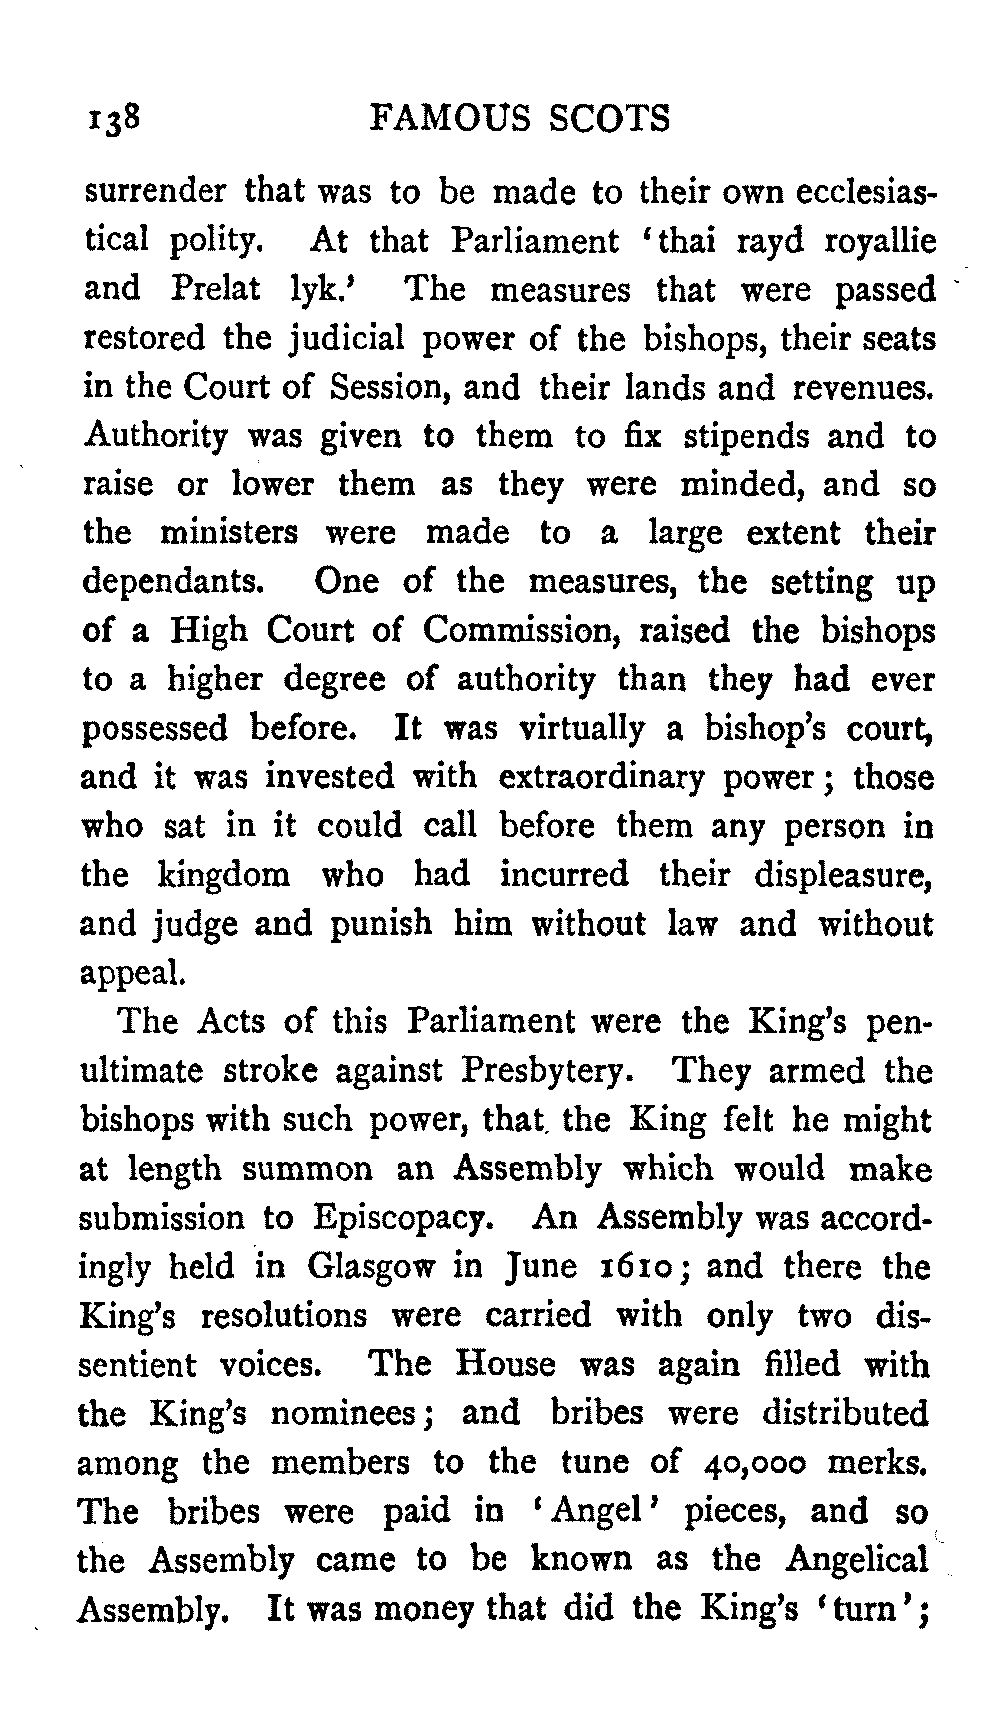 138 FAMOUS SCOTS
surrender that was to be made to their own ecclesias-
tical polity. At that Parliament ‘thai rayd royallie
and Prelat lyk.’ The measures that were passed
restored the judicial power of the bishops, their seats
in the Court of Session, and their lands and revenues.
Authority was given to them to fix stipends and to
raise or lower them as they were minded, and so
the ministers were made to a large extent their
dependants. One of the measures, the setting up
of a High Court of Commission, raised the bishops
to a higher degree of authority than they had ever
possessed before. It was virtually a bishop’s court,
and it was invested with extraordinary power; those
who sat in it could call before them any person in
the kingdom who had incurred their displeasure,
and judge and punish him without law and without
appeal.
The Acts of this Parliament were the King’s pen-
ultimate stroke against Presbytery. They armed the
bishops with such power, that the King felt he might
at length summon an Assembly which would make
submission to Episcopacy. An Assembly was accord-
ingly held in Glasgow in June 1610; and there the
King’s resolutions were carried with only two dis-
sentient voices. The House was again filled with
the King’s nominees; and bribes were distributed
among the members to the tune of 40,000 merks.
The bribes were paid in ‘Angel’ pieces, and so
the Assembly came to be known as the Angelical
Assembly. It was money that did the King’s ‘turn’;